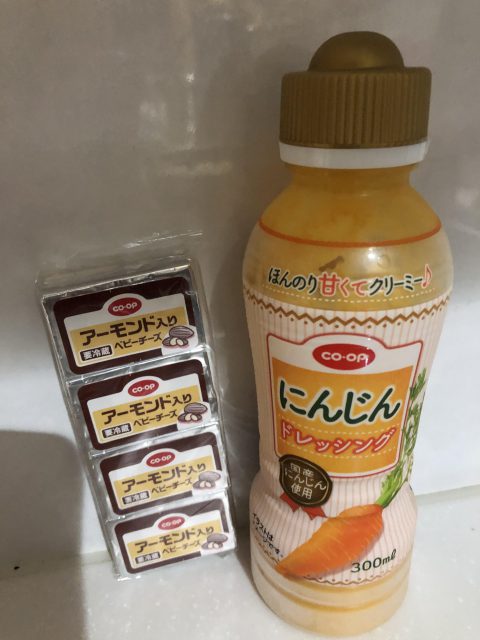 CO-OP
アーモンド入り
ベビーチーズ
要冷蔵
CO-OP
アーモンド入り
ベビーチーズ
要冷蔵
CO-OP
アーモンド入り
ベビーチーズ
要冷蔵
CO-OP
アーモンド入り
ベビーチーズ
要冷蔵
ほんのり甘くてクリーミー♪
CO-OP
にんじん
ドレッシング
国産
にんじん
使用
イラストは
300ml